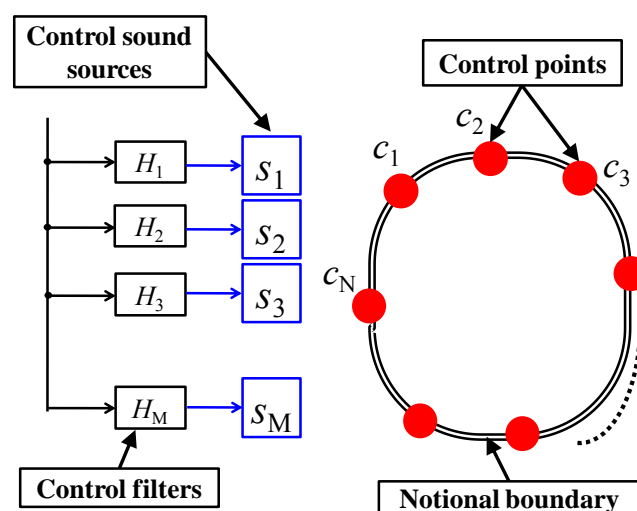 Control sound
sources
Control points
c2
c1
c3
H1
s1
H2
s2
cN
H3
s3
HM
sM
Control filters
Notional boundary